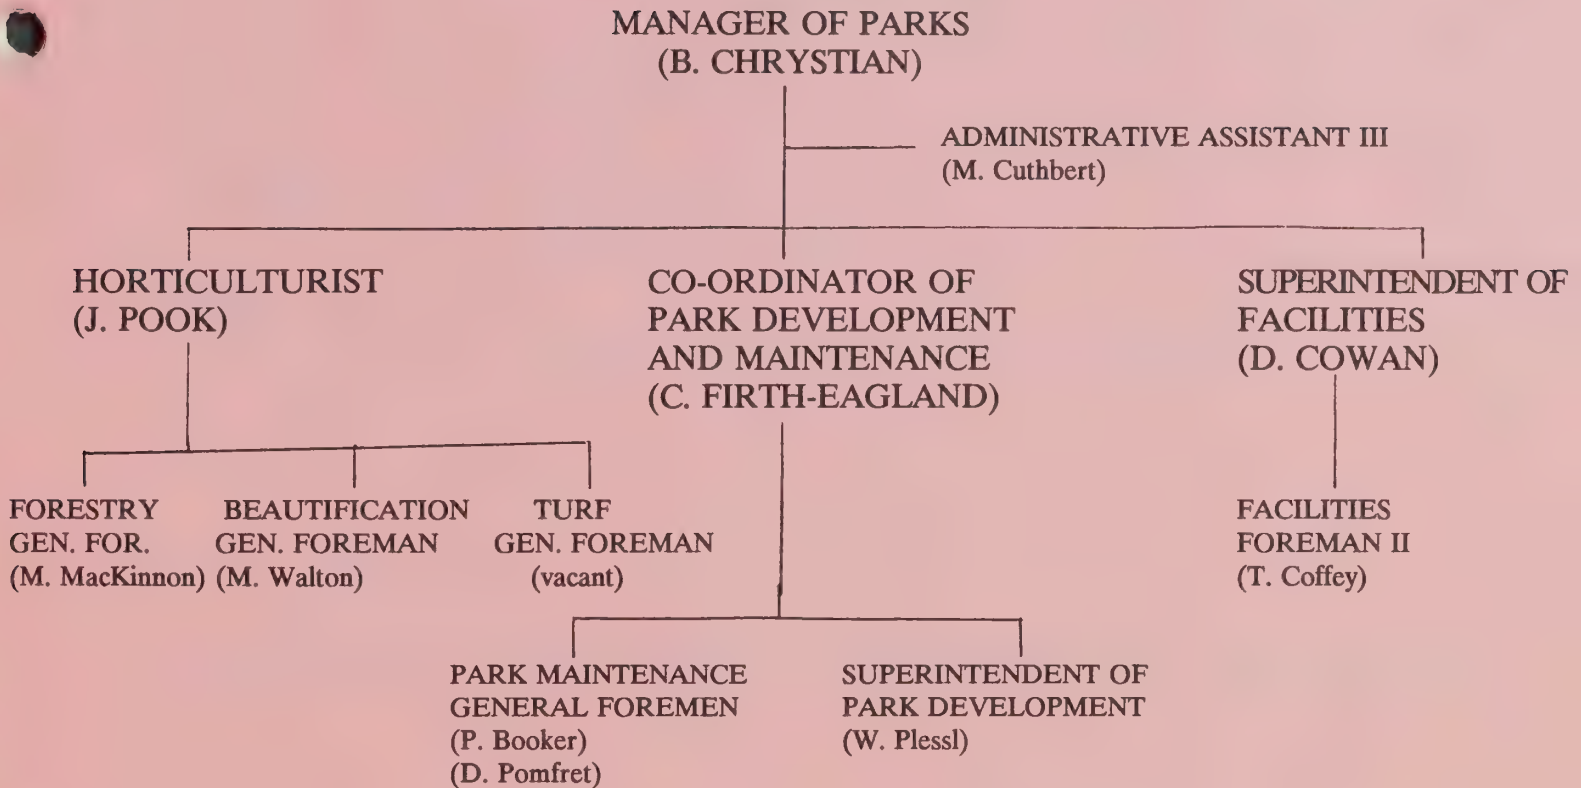 MANAGER OF PARKS
(B. CHRYSTIAN)
ADMINISTRATIVE ASSISTANT III
(M. Cuthbert)
HORTICULTURIST
(J. POOK)
CO-ORDINATOR OF
PARK DEVELOPMENT
AND MAINTENANCE
(C. FIRTH-EAGLAND)
SUPERINTENDENT OF
FACILITIES
(D. COWAN)
FORESTRY
GEN. FOR.
(M. MacKinnon)
BEAUTIFICATION
GEN. FOREMAN
(M. Walton)
TURF
GEN. FOREMAN
(vacant)
FACILITIES
FOREMAN II
(T. Coffey)
PARK MAINTENANCE
GENERAL FOREMEN
(P. Booker)
(D. Pomfret)
SUPERINTENDENT OF
PARK DEVELOPMENT
(W. Plessl)